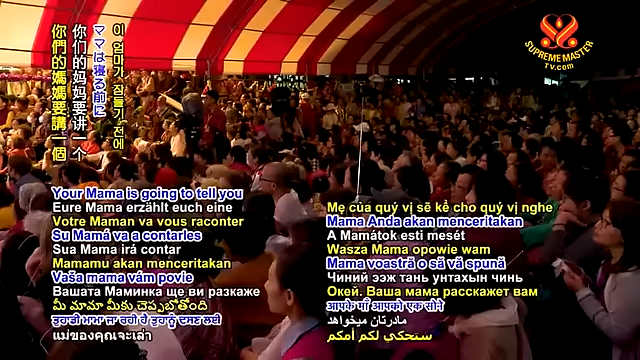 你們的媽媽要講一個
你们的妈妈要讲一个
ママは寝る前に
이 엄마가 잠들기 전에
SUPREME MASTER
TV.com
Your Mama is going to tell you
Eure Mama erzählt euch eine
Votre Maman va vous raconter
Su Mamá va a contarles
Sua Mama irá contar
Mamamu akan menceritakan
Vaša mama vám povie
Вашата Маминка ще ви разкаже
మీ మామా మీకు చెప్పబోతోంది
ਤੁਹਾਡੀ ਮਾਮਾ ਜਾ ਰਹੀ ਹੈ ਤੁਹਾਨੂੰ ਦਸਣ ਲਈ
แม่ของคุณจะเล่า
Mẹ của quý vị sẽ kể cho quý vị nghe
Mama Anda akan menceritakan
A Mamátok esti mesét
Wasza Mama opowie wam
Mama voastră o să vă spună
Чиний ээж тань унтахын чинь
Окей. Ваша мама расскажет вам
आपकी माँ आपको एक सोने
مادرتان میخواهد
ستحكي لكم أمكم